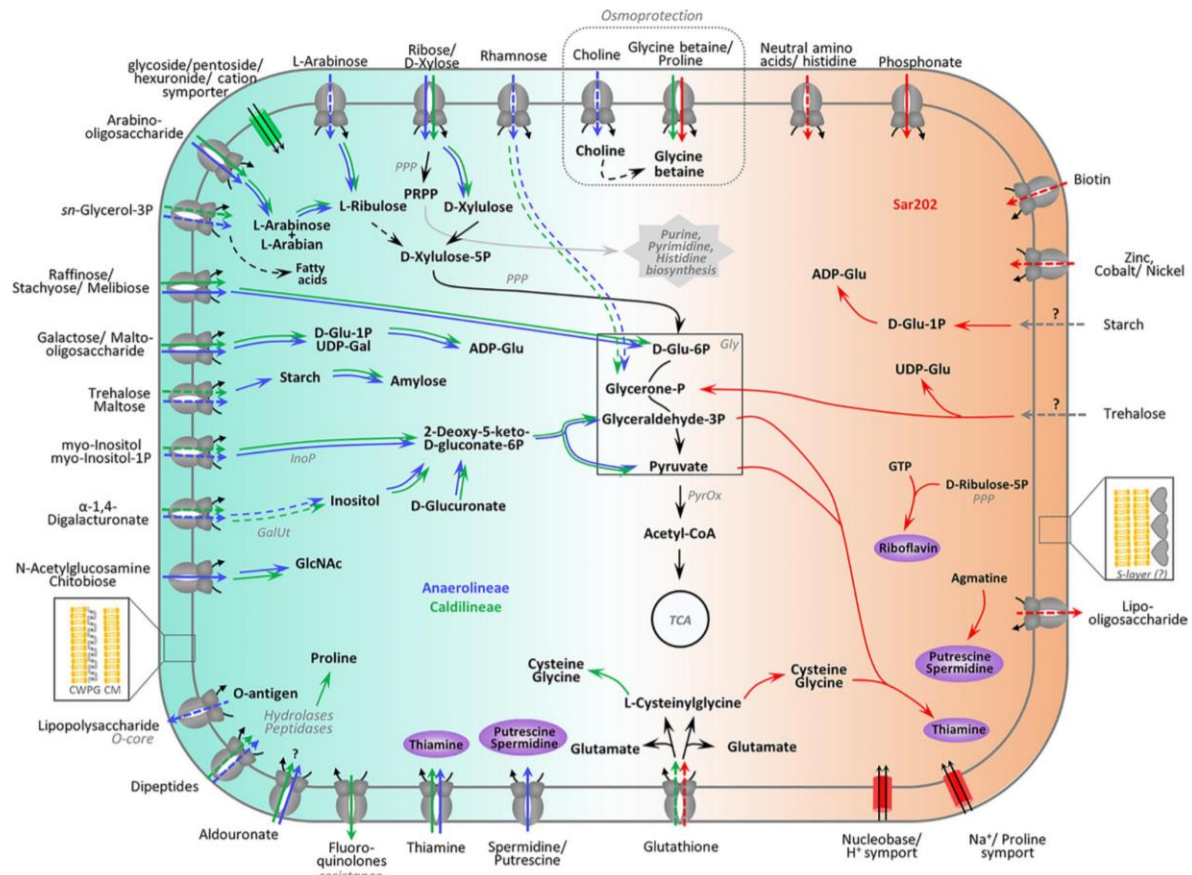 Osmoprotection
glycoside/pentoside/
hexuronide/ cation
symporter
L-Arabinose
Ribose/
D-Xylose
Rhamnose
Choline
Glycine betaine/
Proline
Neutral amino
acids/ histidine
Phosphonate
Arabino-
oligosaccharide
sn-Glycerol-3P
Raffinose/
Stachyose/ Melibiose
Galactose/ Malto-
oligosaccharide
Trehalose
Maltose
myo-Inositol
myo-Inositol-1P
α-1,4-
Digalacturonate
N-Acetylglucosamine
Chitobiose
CWPG CM
Lipopolysaccharide
O-core
Dipeptides
Aldouronate
Fluoro-
quinolones
resistance
Thiamine
Spermidine/
Putrescine
Glutathione
Nucleobase/
H+ symport
Na+/ Proline
symport
Biotin
Zinc,
Cobalt/ Nickel
Starch
?
Trehalose
?
S-layer (?)
Lipo-
oligosaccharide
PPP
PRPP
L-Ribulose
D-Xylulose
L-Arabinose
+
L-Arabian
Fatty
acids
D-Xylulose-5P
PPP
Choline
Glycine
betaine
Purine,
Pyrimidine,
Histidine
biosynthesis
Sar202
ADP-Glu
D-Glu-1P
UDP-Glu
D-Glu-1P
UDP-Gal
ADP-Glu
Starch
Amylose
D-Glu-6P
Gly
Glycerone-P
Glyceraldehyde-3P
Pyruvate
2-Deoxy-5-keto-
D-gluconate-6P
InoP
Inositol
D-Glucuronate
GalUt
GlcNAc
PyrOx
Acetyl-CoA
TCA
Anaerolineae
Caldilineae
GTP
D-Ribulose-5P
PPP
Riboflavin
Agmatine
Putrescine
Spermidine
Thiamine
Proline
O-antigen
Hydrolases
Peptidases
?
Thiamine
Putrescine
Spermidine
Cysteine
Glycine
L-Cysteinylglycine
Cysteine
Glycine
Glutamate
Glutamate